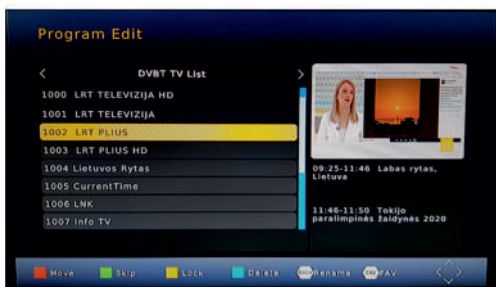 Program Edit
DVBT TV List
1000 LRT TELEVIZIJA HD
1001 LRT TELEVIZIJA
1002 LRT PLIUS
1003 LRT PLIUS HD
1004 Lietuvos Rytas
1005 CurrentTime
1006 LNK
1007 Info TV
09:25-11:46 Labas rytas,
Lietuva
11:46-11:50 Tokijo
paralimpinės žaidynės 2020
Move Skip Lock Delete Rename FAV